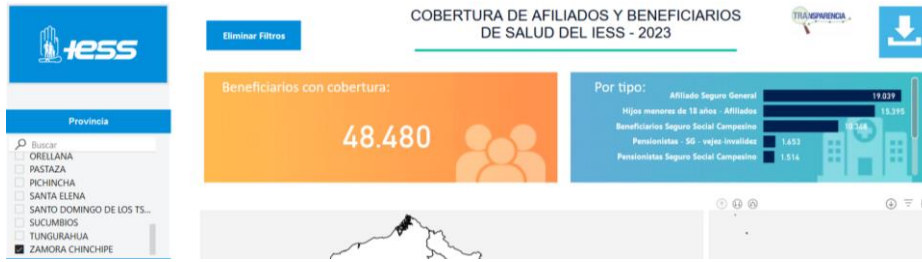 iess
Provincia
Buscar
ORELLANA
PASTAZA
PICHINCHA
SANTA ELENA
SANTO DOMINGO DE LOS TS...
SUCUMBIOS
TUNGURAHUA
ZAMORA CHINCHIPE
Eliminar Filtros
COBERTURA DE AFILIADOS Y BENEFICIARIOS
DE SALUD DEL IESS - 2023
TRANSPARENCIA
Beneficiarios con cobertura:
48.480
Por tipo:
Afiliado Seguro General 19.039
Hijos menores de 18 años - Afiliados 15.395
Beneficiarios Seguro Social Campesino
Pensionistas - SG - vejez-invalidez 1.653
Pensionistas Seguro Social Campesino 1.516